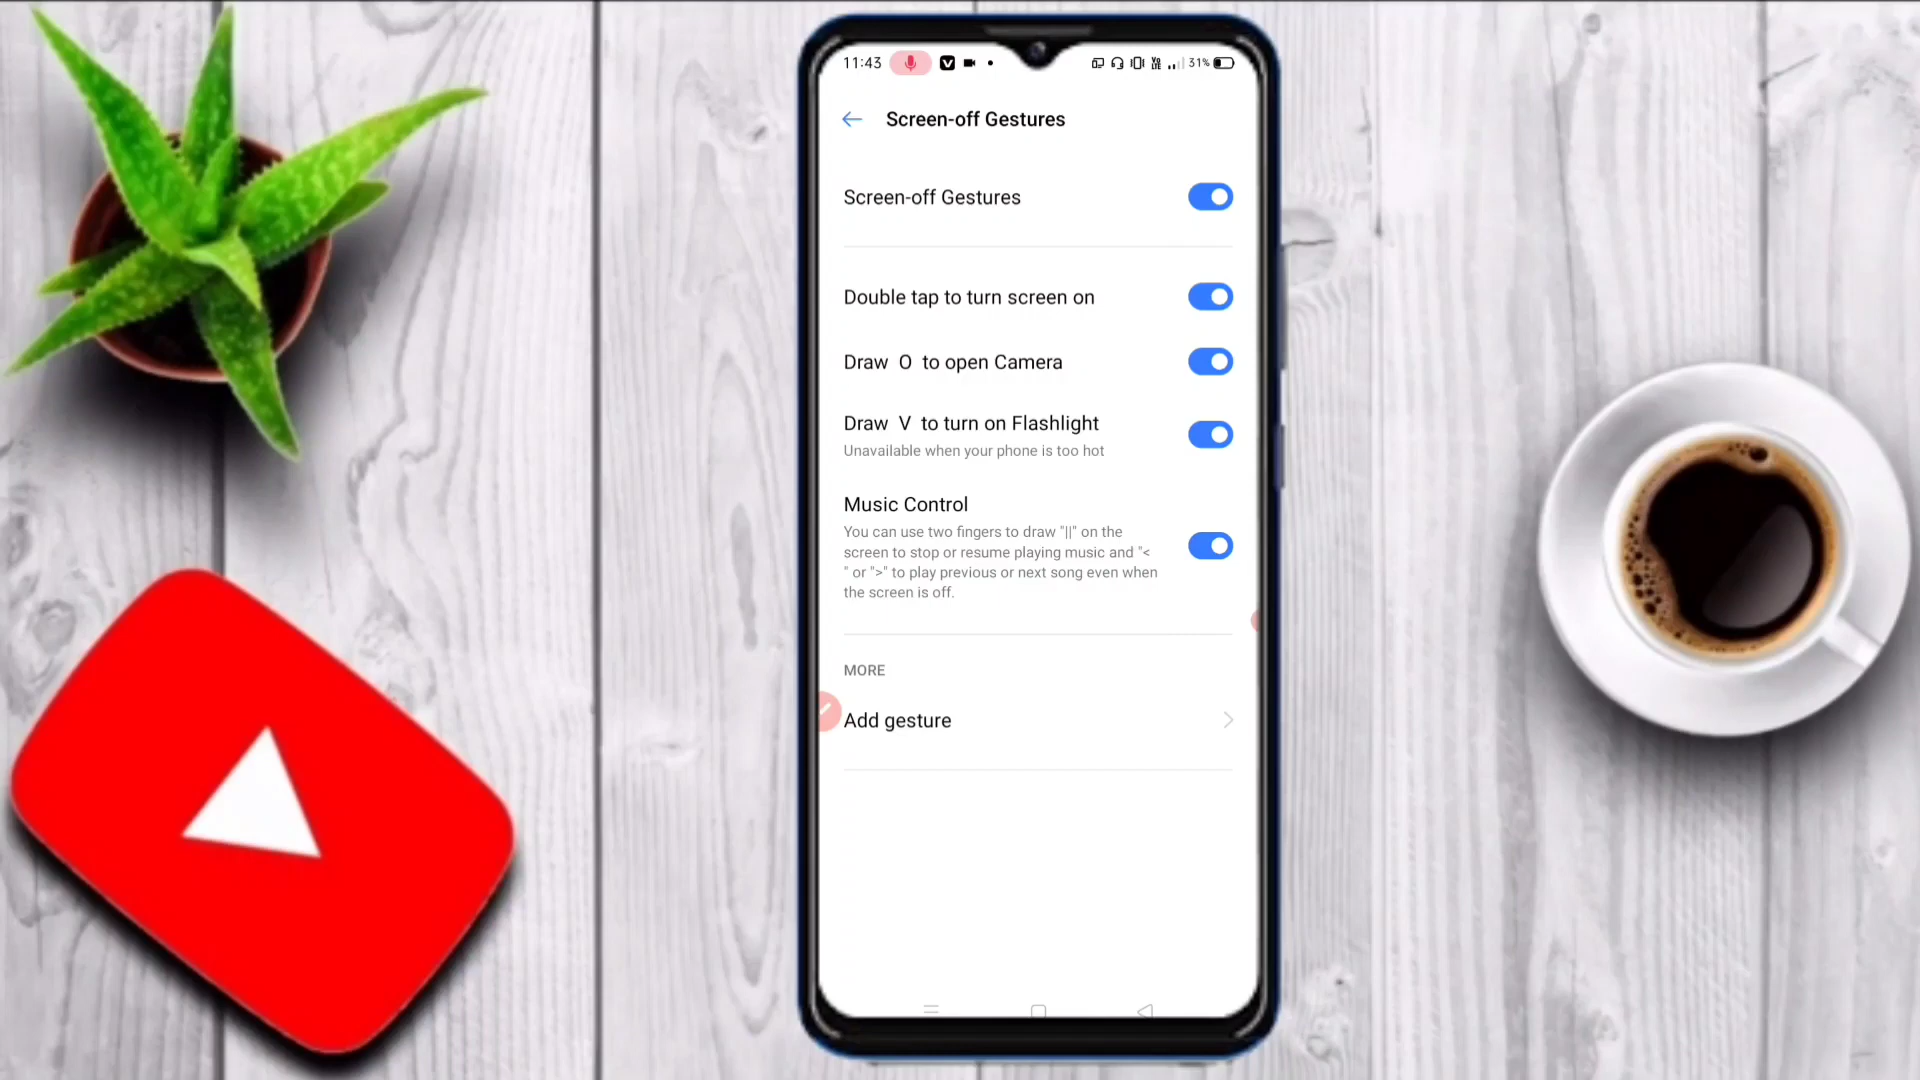 11:43
31%
Screen-off Gestures
Screen-off Gestures
Double tap to turn screen on
Draw O to open Camera
Draw V to turn on Flashlight
Unavailable when your phone is too hot
Music Control
You can use two fingers to draw "||" on the
screen to stop or resume playing music and "<
" or ">" to play previous or next song even when
the screen is off.
MORE
Add gesture